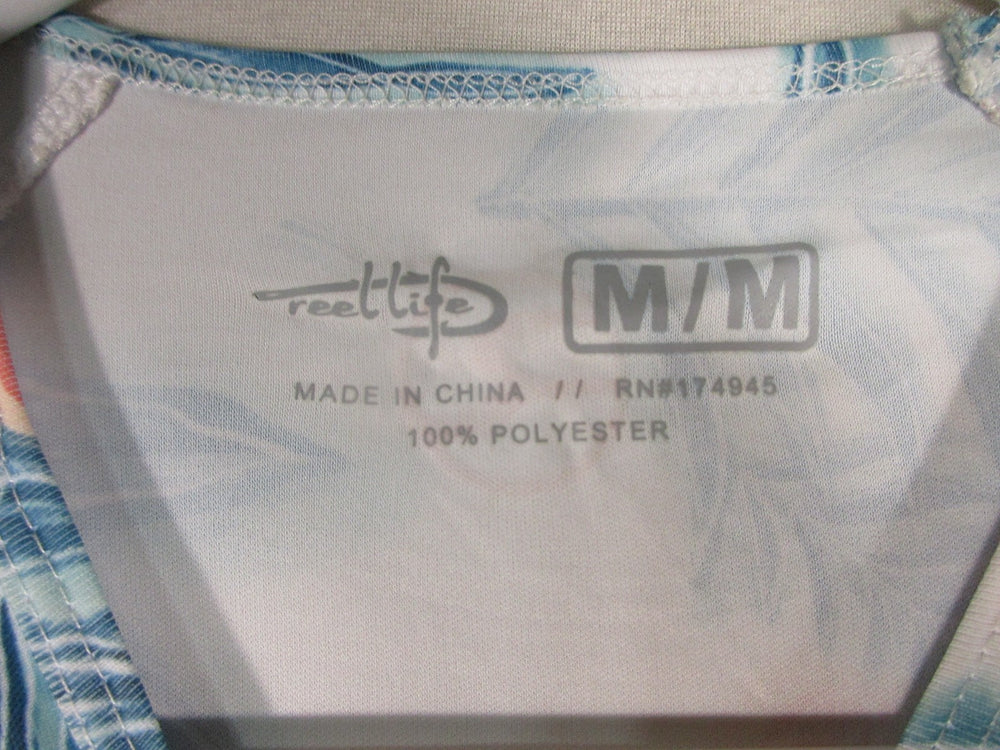 reel life
M/M
MADE IN CHINA // RN#174945
100% POLYESTER